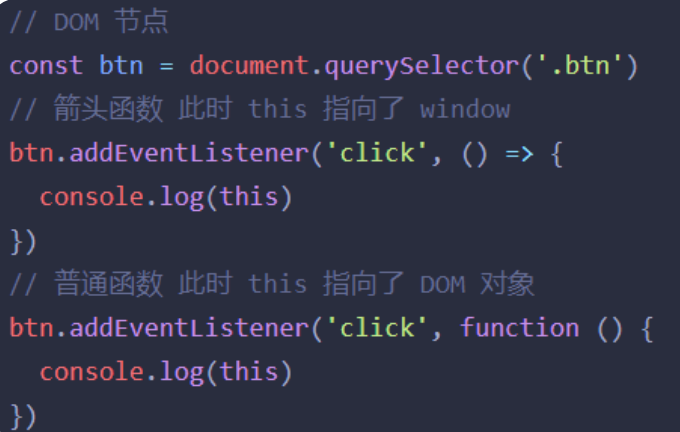 // DOM 节点
const btn = document.querySelector('.btn')
// 箭头函数 此时 this 指向了 window
btn.addEventListener('click', () => {
  console.log(this)
})
// 普通函数 此时 this 指向了 DOM 对象
btn.addEventListener('click', function () {
  console.log(this)
})